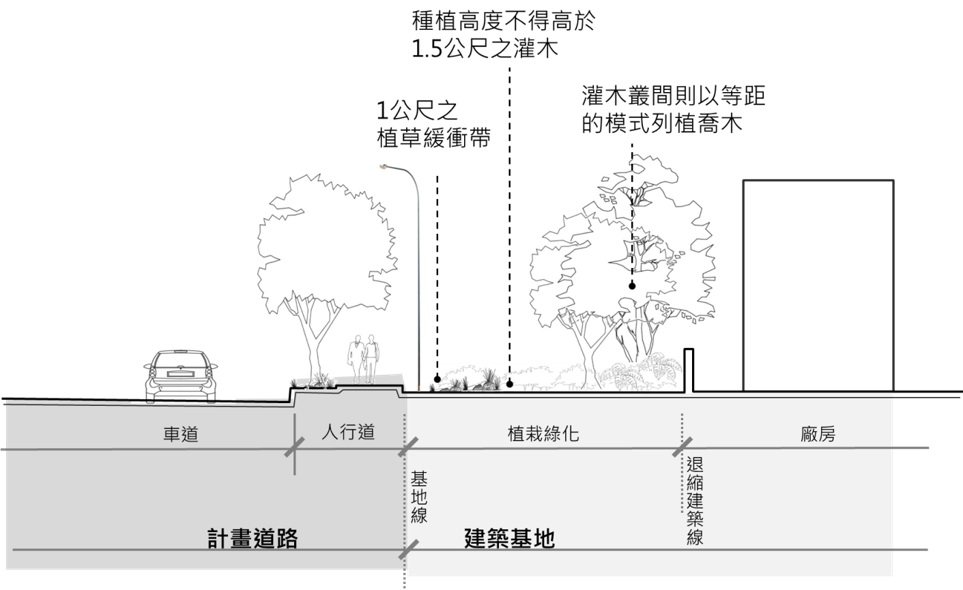 種植高度不得高於
1.5公尺之灌木
1公尺之
植草緩衝帶
灌木叢間則以等距
的模式列植喬木
車道
人行道
植栽綠化
廠房
基地線
退縮建築線
計畫道路
建築基地